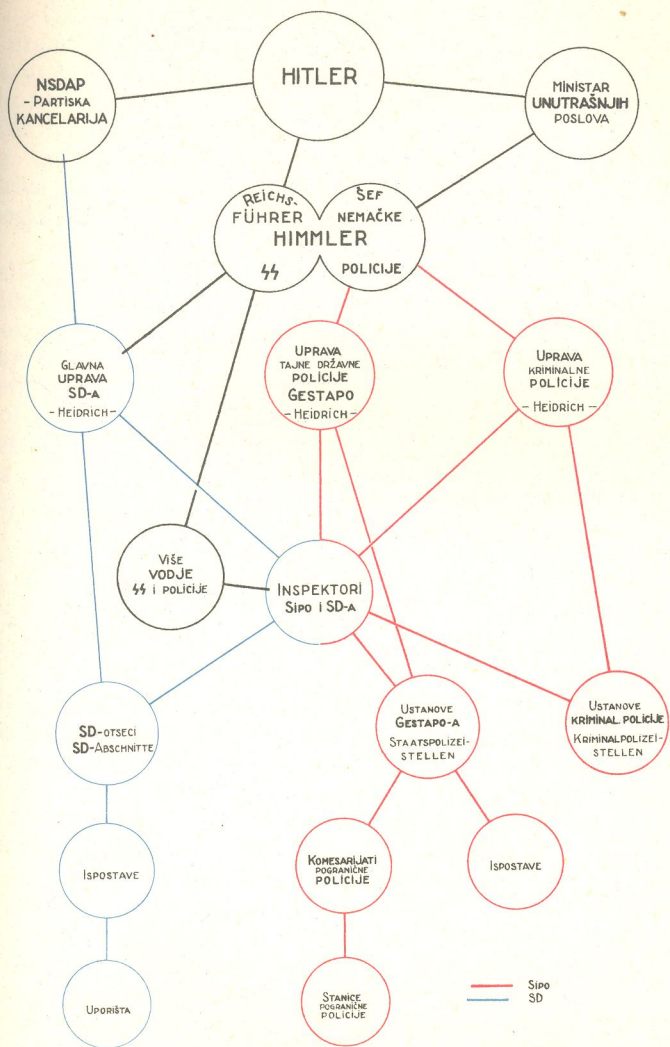 NSDAP
- PARTISKA
KANCELARIJA
HITLER
MINISTAR
UNUTRAŠNJIH
POSLOVA
REICHS-
FÜHRER
ŠEF
NEMAČKE
HIMMLER
ϟϟ
POLICIJE
GLAVNA
UPRAVA
SD-A
- HEIDRICH -
UPRAVA
TAJNE DRŽAVNE
POLICIJE
GESTAPO
- HEIDRICH -
UPRAVA
KRIMINALNE
POLICIJE
- HEIDRICH -
VIŠE
VODJE
ϟϟ I POLICIJE
INSPEKTORI
SIPO I SD-A
SD-OTSECI
SD-ABSCHNITTE
USTANOVE
GESTAPO-A
STAATSPOLIZEI-
STELLEN
USTANOVE
KRIMINAL. POLICIJE
KRIMINALPOLIZEI-
STELLEN
ISPOSTAVE
KOMESARIJATI
POGRANIČNE
POLICIJE
ISPOSTAVE
UPORIŠTA
STANICE
POGRANIČNE
POLICIJE
SIPO
SD